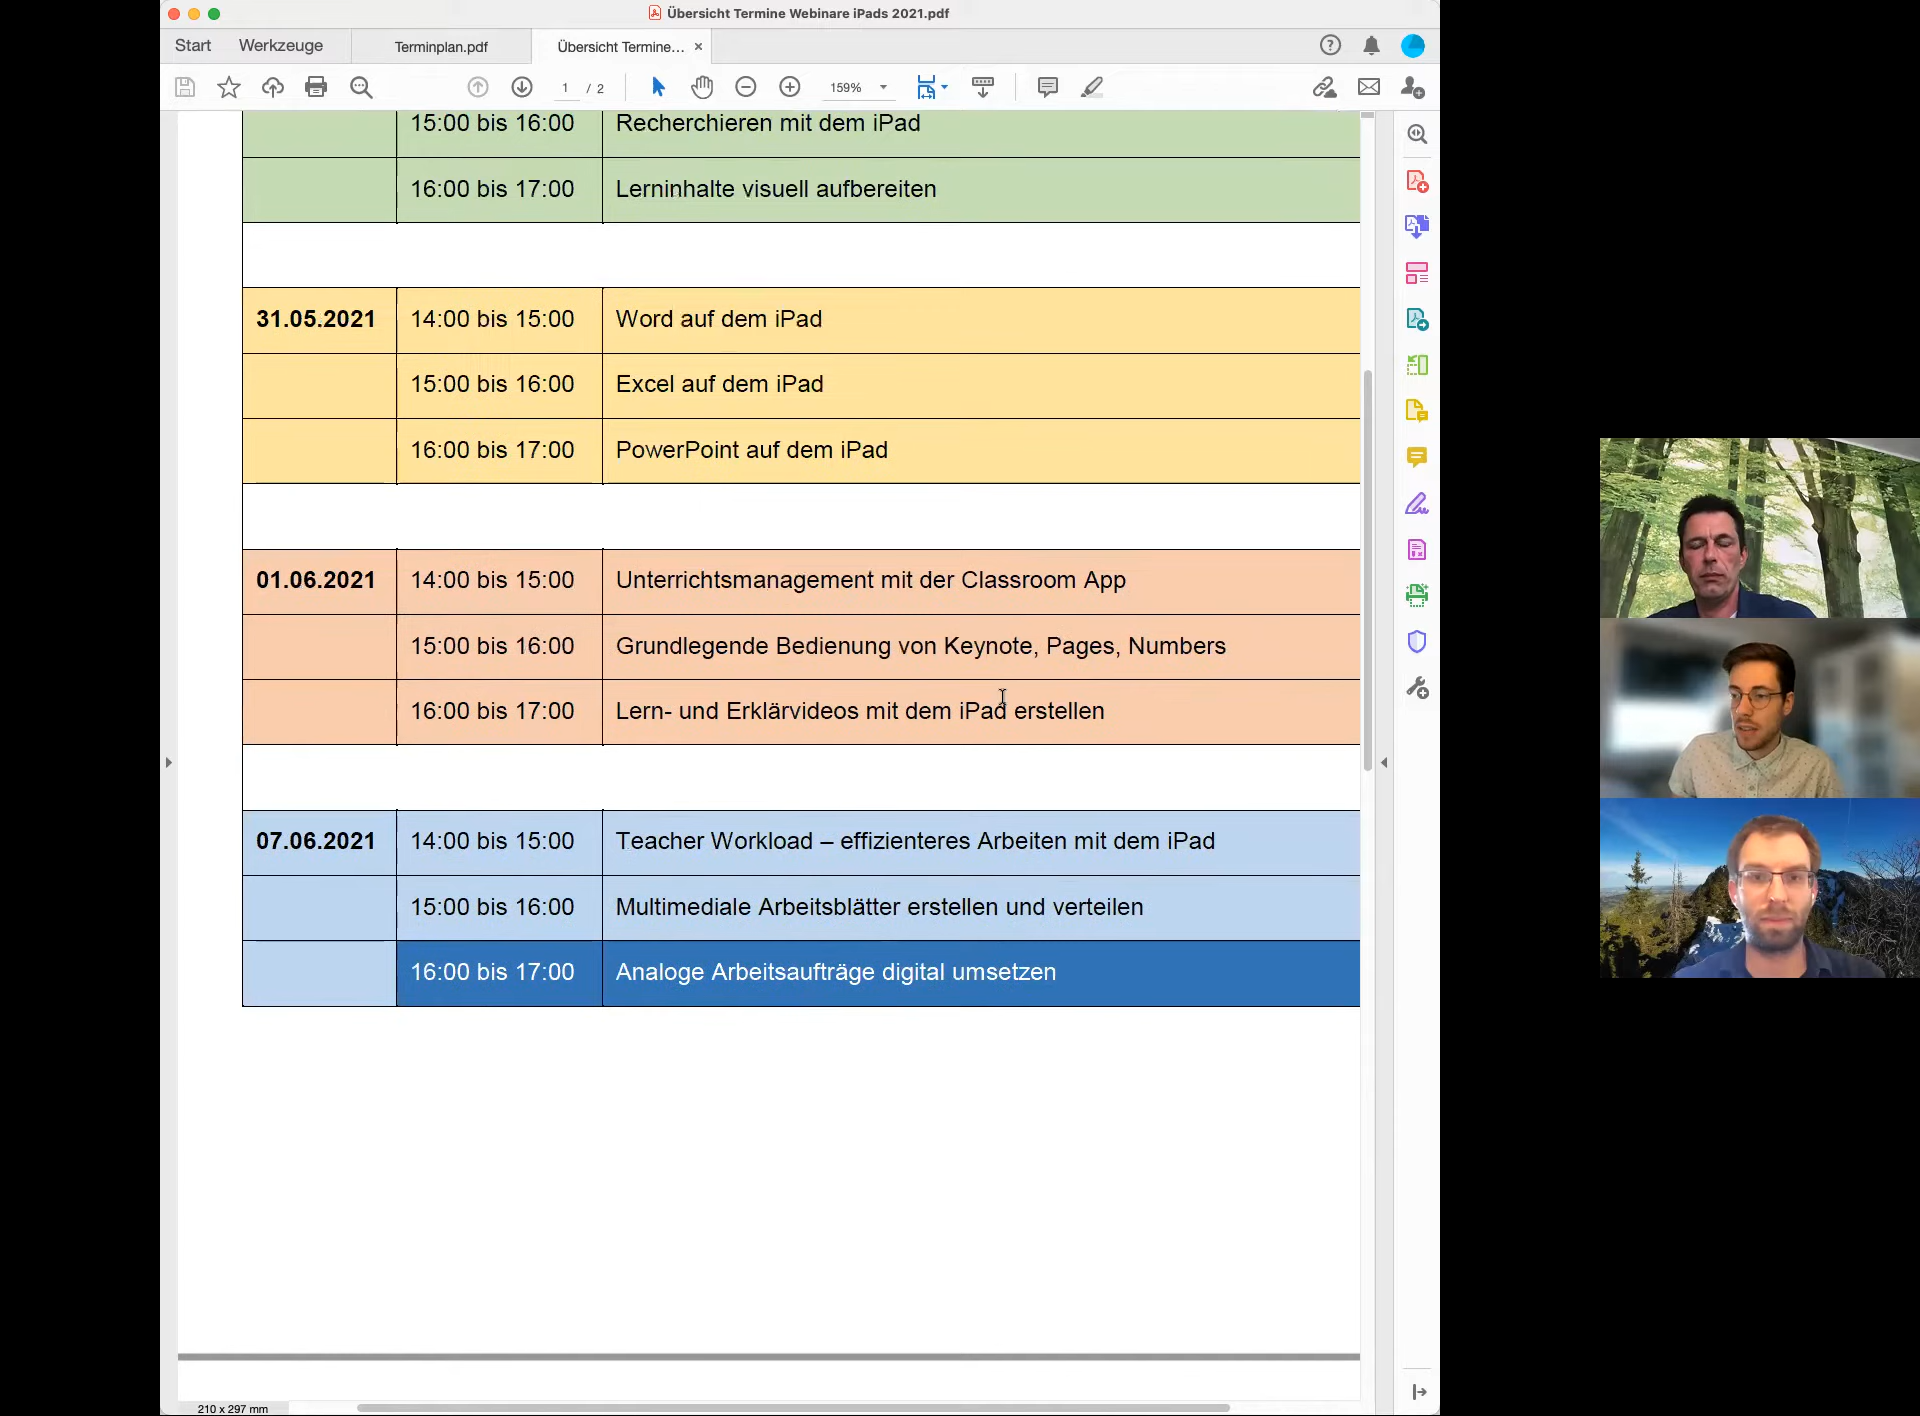 Übersicht Termine Webinare iPads 2021.pdf
Start Werkzeuge Terminplan.pdf Übersicht Termine... ×
1 / 2 159%
15:00 bis 16:00 Recherchieren mit dem iPad
16:00 bis 17:00 Lerninhalte visuell aufbereiten
31.05.2021 14:00 bis 15:00 Word auf dem iPad
15:00 bis 16:00 Excel auf dem iPad
16:00 bis 17:00 PowerPoint auf dem iPad
01.06.2021 14:00 bis 15:00 Unterrichtsmanagement mit der Classroom App
15:00 bis 16:00 Grundlegende Bedienung von Keynote, Pages, Numbers
16:00 bis 17:00 Lern- und Erklärvideos mit dem iPad erstellen
07.06.2021 14:00 bis 15:00 Teacher Workload – effizienteres Arbeiten mit dem iPad
15:00 bis 16:00 Multimediale Arbeitsblätter erstellen und verteilen
16:00 bis 17:00 Analoge Arbeitsaufträge digital umsetzen
210 x 297 mm